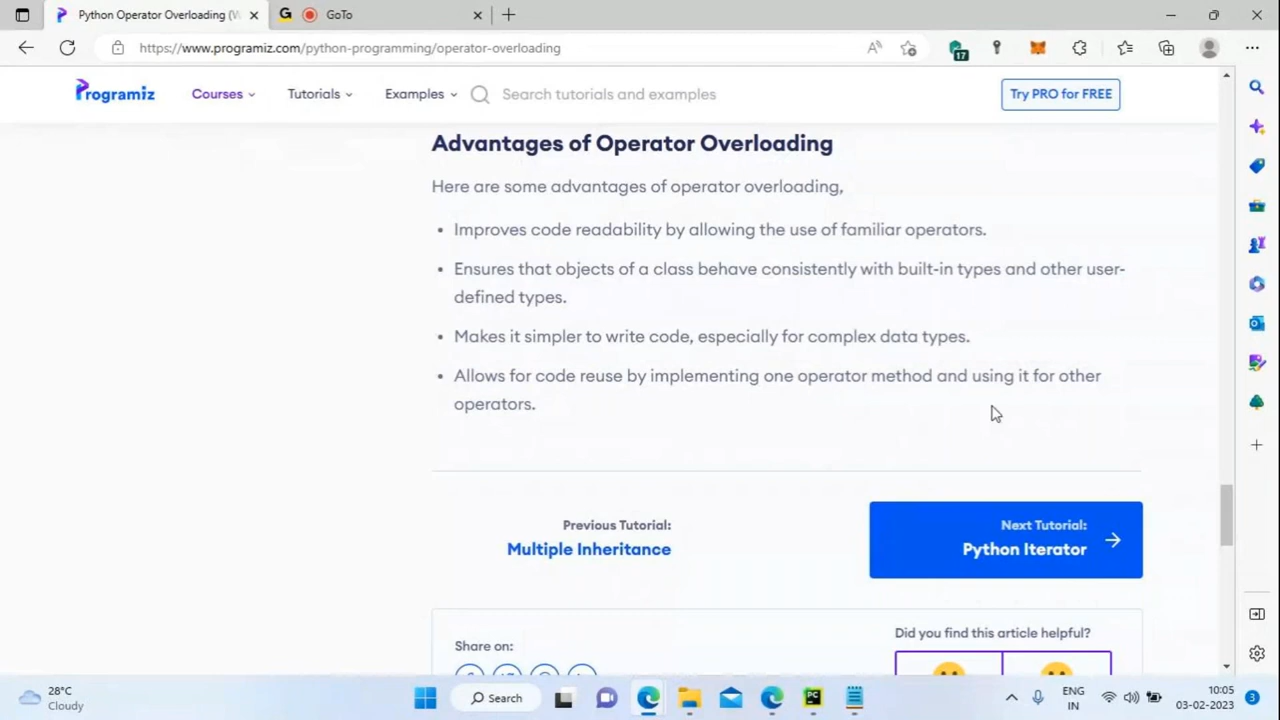 Python Operator Overloading (W
GoTo
https://www.programiz.com/python-programming/operator-overloading
17
Programiz
Courses
Tutorials
Examples
Search tutorials and examples
Try PRO for FREE
Advantages of Operator Overloading
Here are some advantages of operator overloading,
• Improves code readability by allowing the use of familiar operators.
• Ensures that objects of a class behave consistently with built-in types and other user-
defined types.
• Makes it simpler to write code, especially for complex data types.
• Allows for code reuse by implementing one operator method and using it for other
operators.
Previous Tutorial:
Multiple Inheritance
Next Tutorial:
Python Iterator
Share on:
Did you find this article helpful?
28°C
Cloudy
Search
ENG
IN
10:05
03-02-2023
3